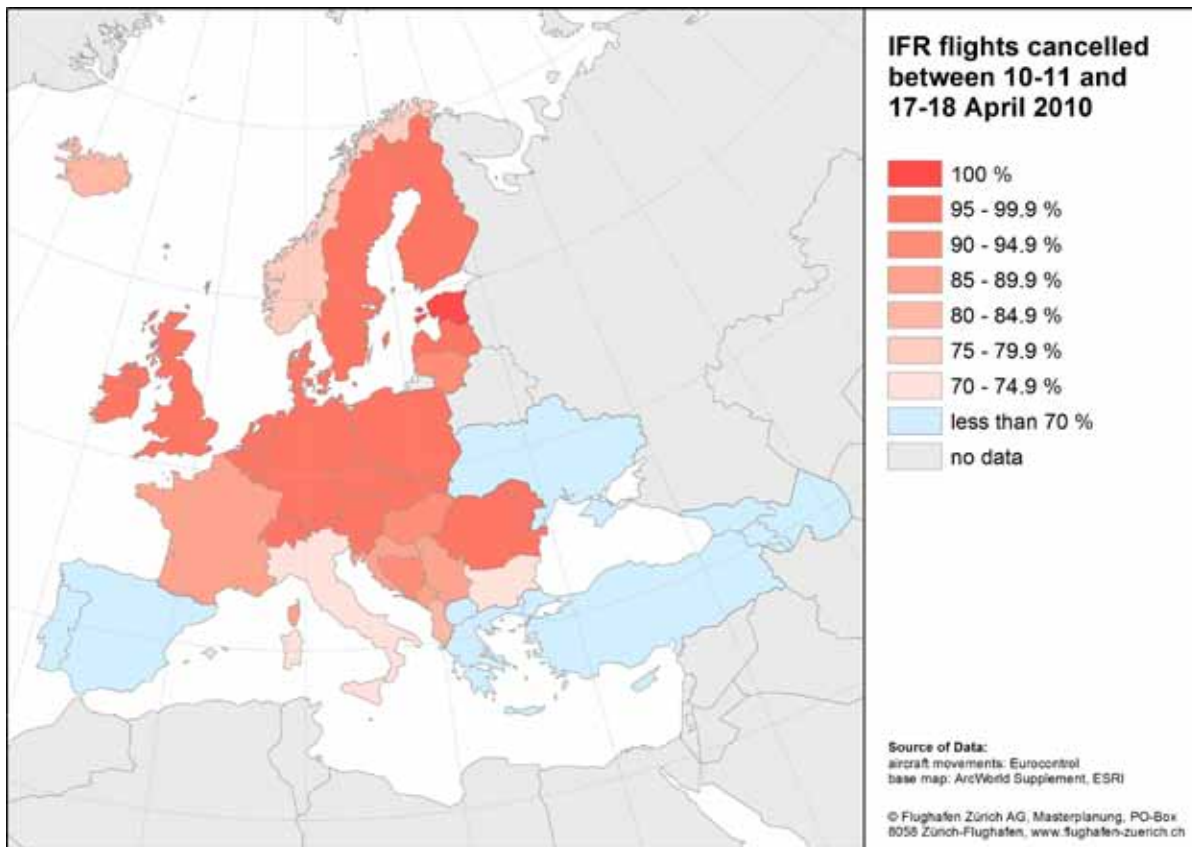 IFR flights cancelled
between 10-11 and
17-18 April 2010
100 %
95 - 99.9 %
90 - 94.9 %
85 - 89.9 %
80 - 84.9 %
75 - 79.9 %
70 - 74.9 %
less than 70 %
no data
Source of Data:
aircraft movements: Eurocontrol
base map: ArcWorld Supplement, ESRI
© Flughafen Zürich AG, Masterplanung, PO-Box
8058 Zürich-Flughafen, www.flughafen-zuerich.ch